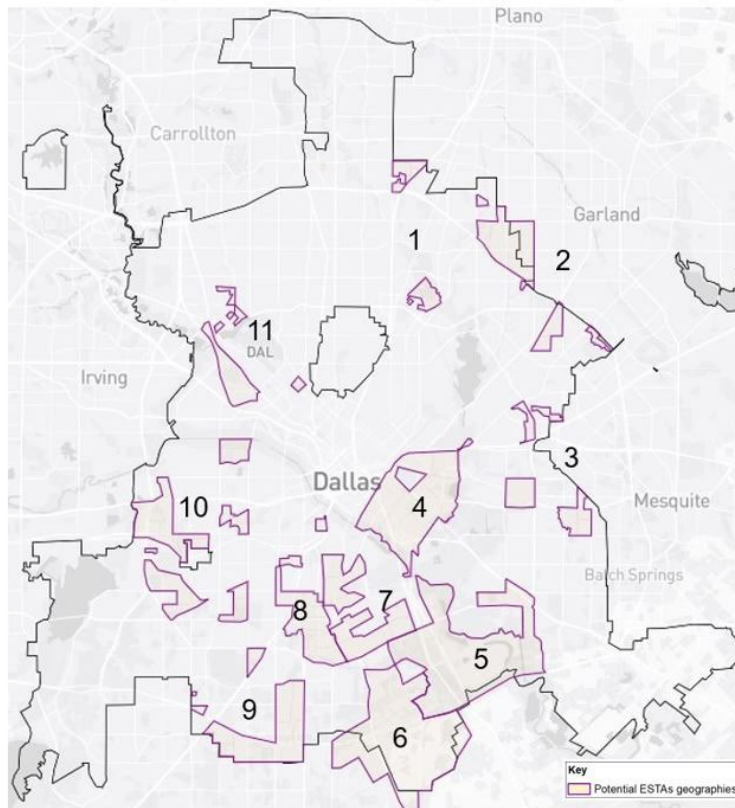 Plano
Carrollton
Garland
1
2
11
DAL
Irving
3
Dallas
4
10
Mesquite
Balch Springs
7
8
5
9
6
Key
Potential ESTAs geographies